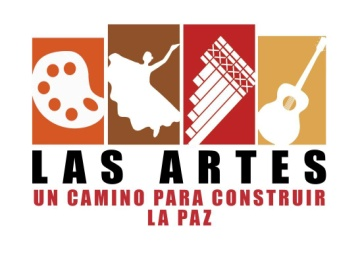 LAS ARTES
UN CAMINO PARA CONSTRUIR
LA PAZ